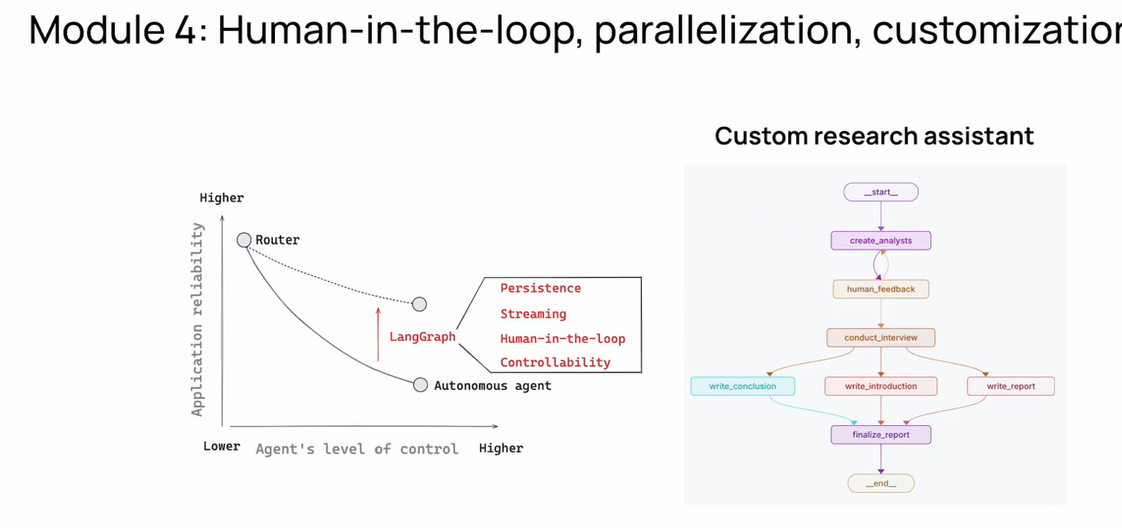 Module 4: Human-in-the-loop, parallelization, customization
Custom research assistant
Higher
Application reliability
Router
LangGraph
Persistence
Streaming
Human-in-the-loop
Controllability
Autonomous agent
Lower
Agent's level of control
Higher
__start__
create_analysts
human_feedback
conduct_interview
write_conclusion
write_introduction
write_report
finalize_report
__end__